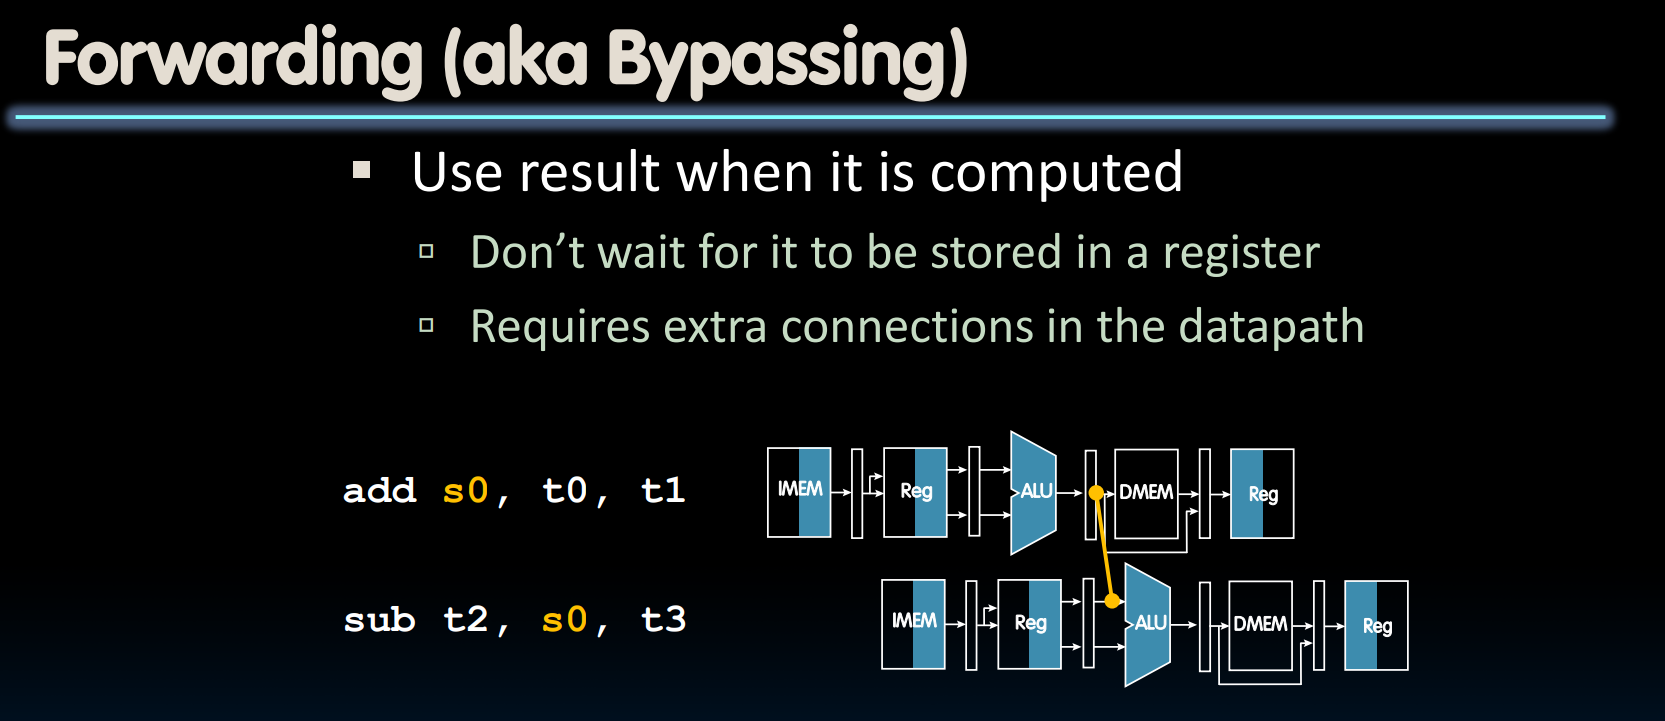 Forwarding (aka Bypassing)
Use result when it is computed
Don’t wait for it to be stored in a register
Requires extra connections in the datapath
add s0, t0, t1
IMEM Reg ALU DMEM Reg
sub t2, s0, t3
IMEM Reg ALU DMEM Reg